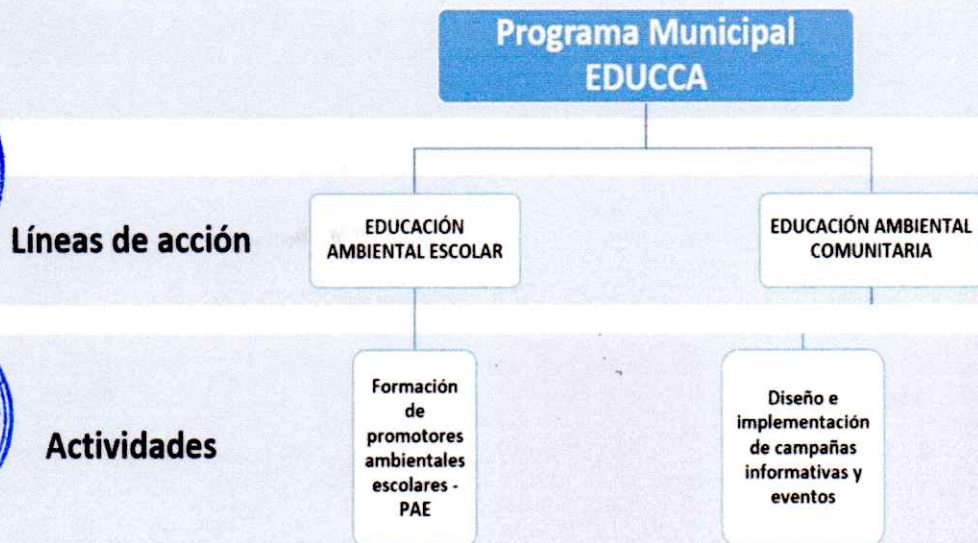 Programa Municipal
EDUCCA
Líneas de acción
EDUCACIÓN
AMBIENTAL ESCOLAR
EDUCACIÓN AMBIENTAL
COMUNITARIA
Actividades
Formación
de
promotores
ambientales
escolares -
PAE
Diseño e
implementación
de campañas
informativas y
eventos